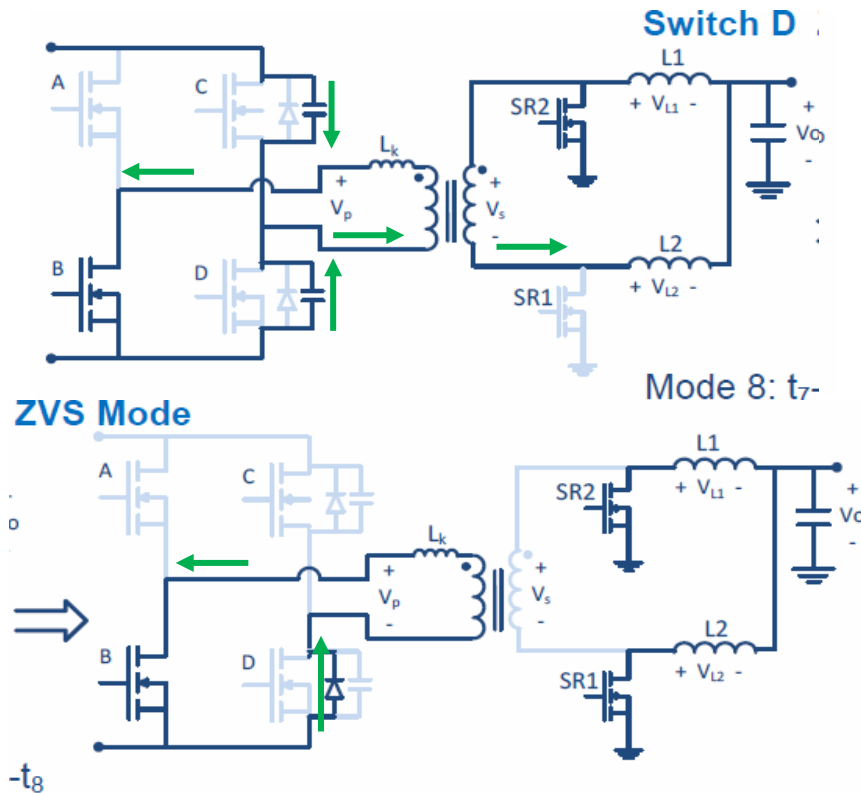 Switch D
A
C
L1
+ VL1 -
SR2
+
Vo
-
Lk
+
Vp
+
Vs
-
B
D
L2
+ VL2 -
SR1
Mode 8: t7-
ZVS Mode
A
C
L1
+ VL1 -
SR2
+
Vo
-
o
Lk
+
Vp
-
+
Vs
-
B
D
L2
+ VL2 -
SR1
-t8